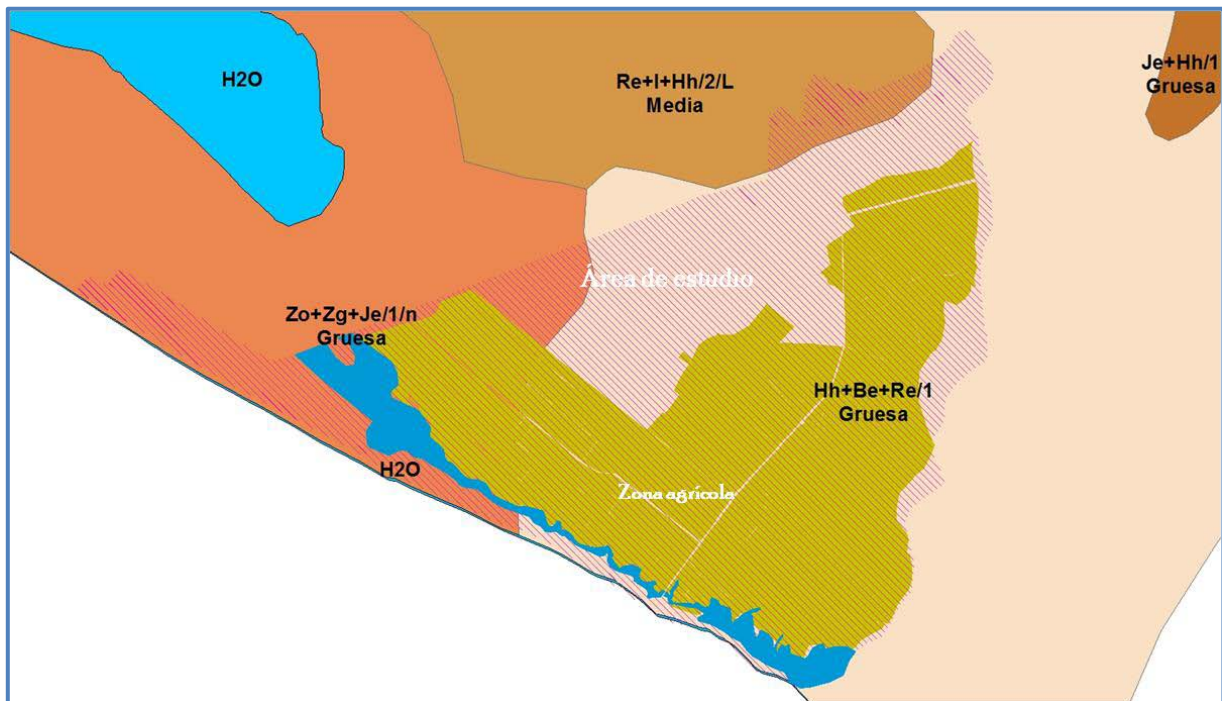 H2O
Re+I+Hh/2/L
Media
Je+Hh/1
Gruesa
Área de estudio
Zo+Zg+Je/1/n
Gruesa
Hh+Be+Re/1
Gruesa
H2O
Zona agrícola